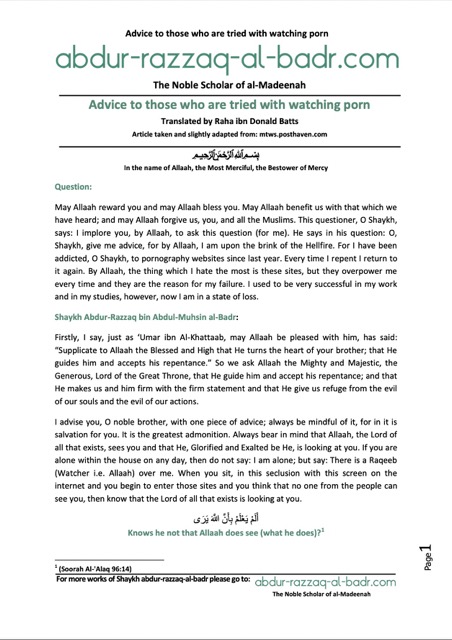 Advice to those who are tried with watching porn
abdur-razzaq-al-badr.com
The Noble Scholar of al-Madeenah
Advice to those who are tried with watching porn
Translated by Raha ibn Donald Batts
Article taken and slightly adapted from: mtws.posthaven.com
بسم الله الرحمن الرحيم
In the name of Allaah, the Most Merciful, the Bestower of Mercy
Question:
May Allaah reward you and may Allaah bless you. May Allaah benefit us with that which we
have heard; and may Allaah forgive us, you, and all the Muslims. This questioner, O Shaykh,
says: I implore you, by Allaah, to ask this question (for me). He says in his question: O,
Shaykh, give me advice, for by Allaah, I am upon the brink of the Hellfire. For I have been
addicted, O Shaykh, to pornography websites since last year. Every time I repent I return to
it again. By Allaah, the thing which I hate the most is these sites, but they overpower me
every time and they are the reason for my failure. I used to be very successful in my work
and in my studies, however, now I am in a state of loss.
Shaykh Abdur-Razzaq bin Abdul-Muhsin al-Badr:
Firstly, I say, just as ‘Umar ibn Al-Khattaab, may Allaah be pleased with him, has said:
“Supplicate to Allaah the Blessed and High that He turns the heart of your brother; that He
guides him and accepts his repentance.” So we ask Allaah the Mighty and Majestic, the
Generous, Lord of the Great Throne, that He guide him and accept his repentance; and that
He makes us and him firm with the firm statement and that He give us refuge from the evil
of our souls and the evil of our actions.
I advise you, O noble brother, with one piece of advice; always be mindful of it, for in it is
salvation for you. It is the greatest admonition. Always bear in mind that Allaah, the Lord of
all that exists, sees you and that He, Glorified and Exalted be He, is looking at you. If you are
alone within the house on any day, then do not say: I am alone; but say: There is a Raqeeb
(Watcher i.e. Allaah) over me. When you sit, in this seclusion with this screen on the
internet and you begin to enter those sites and you think that no one from the people can
see you, then know that the Lord of all that exists is looking at you.
أَلَمْ يَعْلَمْ بِأَنَّ اللَّهَ يَرَى
Knows he not that Allaah does see (what he does)?1
1 (Soorah Al-'Alaq 96:14)
For more works of Shaykh abdur-razzaq-al-badr please go to: abdur-razzaq-al-badr.com
The Noble Scholar of al-Madeenah
Page1